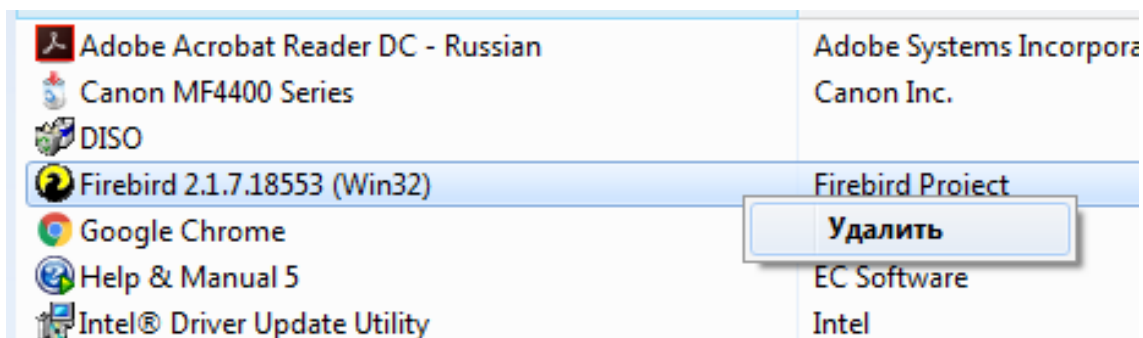 Adobe Acrobat Reader DC - Russian Adobe Systems Incorpora
Canon MF4400 Series Canon Inc.
DISO
Firebird 2.1.7.18553 (Win32) Firebird Project
Удалить
Google Chrome
Help & Manual 5 EC Software
Intel® Driver Update Utility Intel